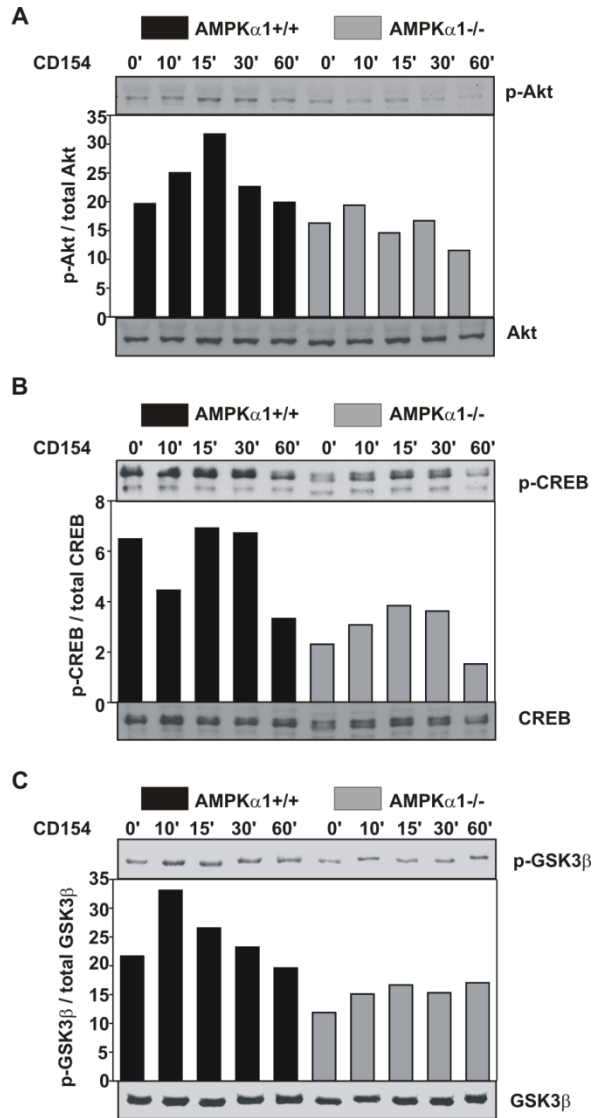 A
AMPKα1+/+ AMPKα1-/-
CD154 0' 10' 15' 30' 60' 0' 10' 15' 30' 60'
p-Akt
35
30
25
20
15
10
5
0
p-Akt / total Akt
Akt
B
AMPKα1+/+ AMPKα1-/-
CD154 0' 10' 15' 30' 60' 0' 10' 15' 30' 60'
p-CREB
8
6
4
2
0
p-CREB / total CREB
CREB
C
AMPKα1+/+ AMPKα1-/-
CD154 0' 10' 15' 30' 60' 0' 10' 15' 30' 60'
p-GSK3β
35
30
25
20
15
10
5
0
p-GSK3β / total GSK3β
GSK3β